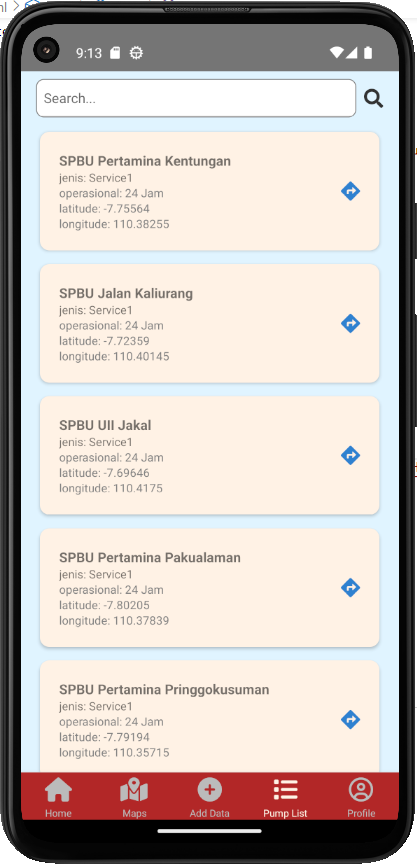 9:13
Search...
SPBU Pertamina Kentungan
jenis: Service1
operasional: 24 Jam
latitude: -7.75564
longitude: 110.38255
SPBU Jalan Kaliurang
jenis: Service1
operasional: 24 Jam
latitude: -7.72359
longitude: 110.40145
SPBU UII Jakal
jenis: Service1
operasional: 24 Jam
latitude: -7.69646
longitude: 110.4175
SPBU Pertamina Pakualaman
jenis: Service1
operasional: 24 Jam
latitude: -7.80205
longitude: 110.37839
SPBU Pertamina Pringgokusuman
jenis: Service1
operasional: 24 Jam
latitude: -7.79194
longitude: 110.35715
Home
Maps
Add Data
Pump List
Profile